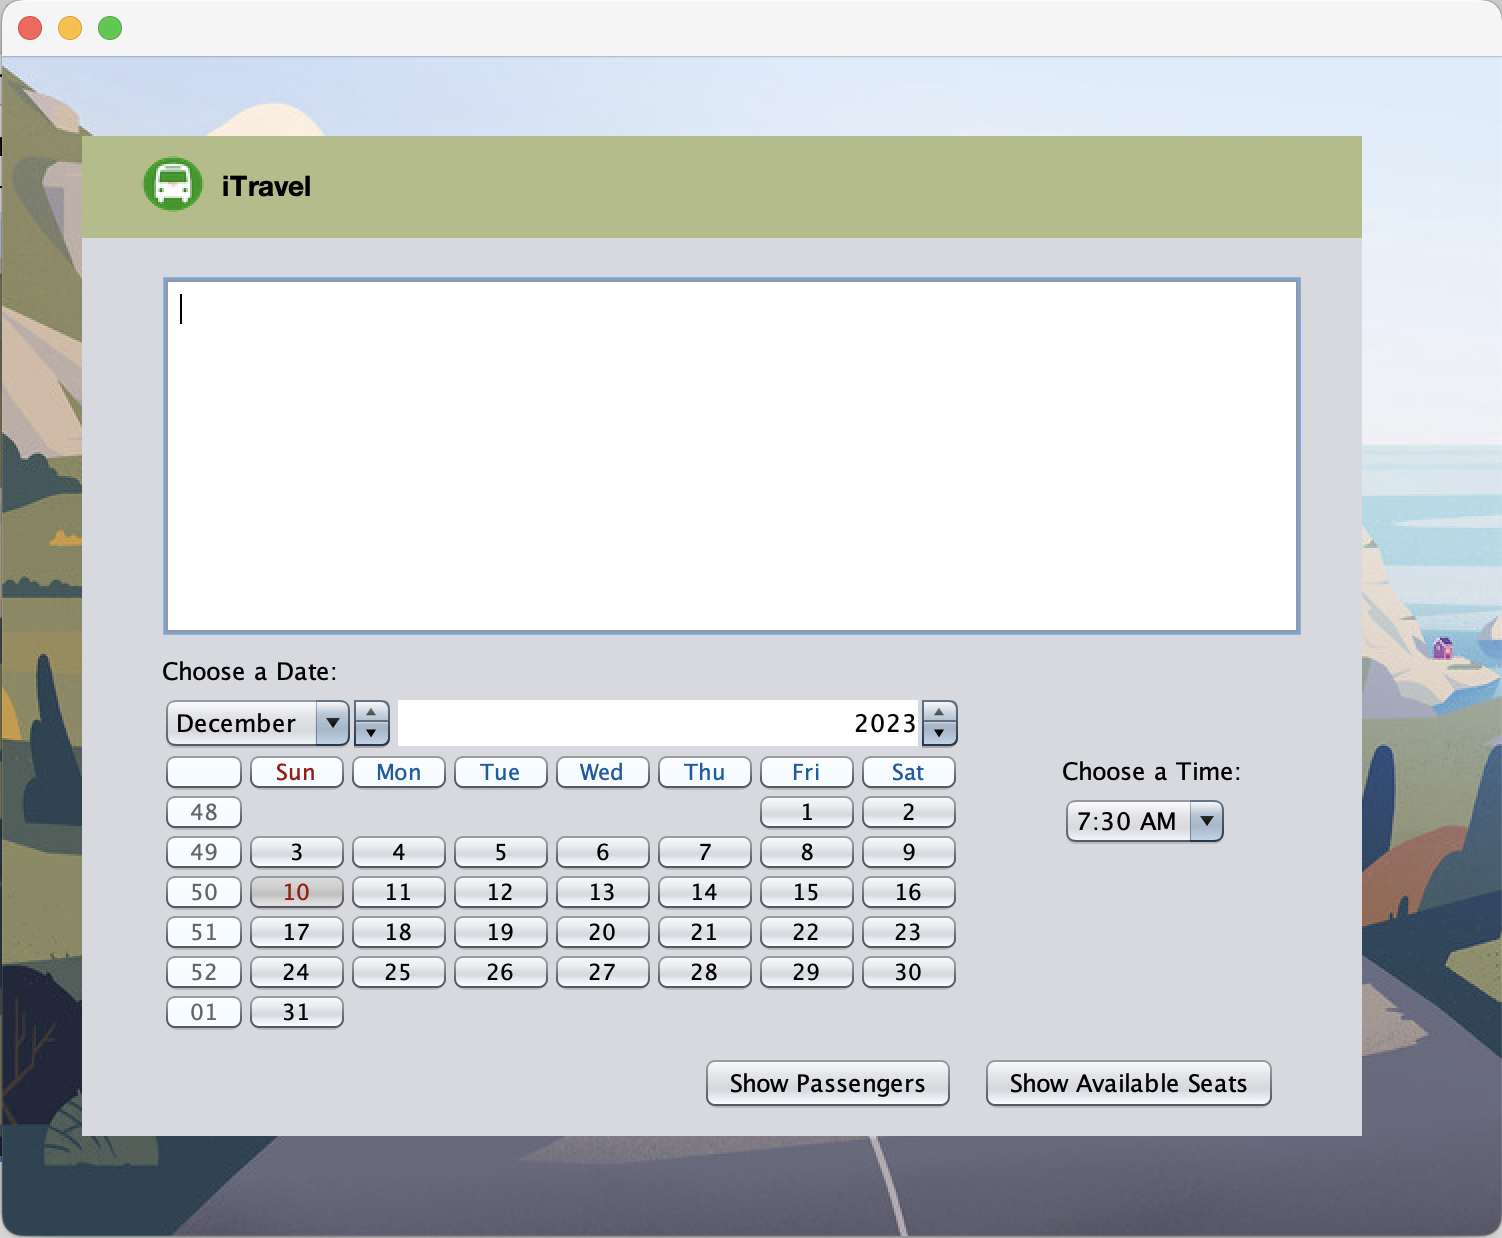 iTravel
Choose a Date:
December 2023
Sun Mon Tue Wed Thu Fri Sat
48 1 2
49 3 4 5 6 7 8 9
50 10 11 12 13 14 15 16
51 17 18 19 20 21 22 23
52 24 25 26 27 28 29 30
01 31
Choose a Time:
7:30 AM
Show Passengers Show Available Seats